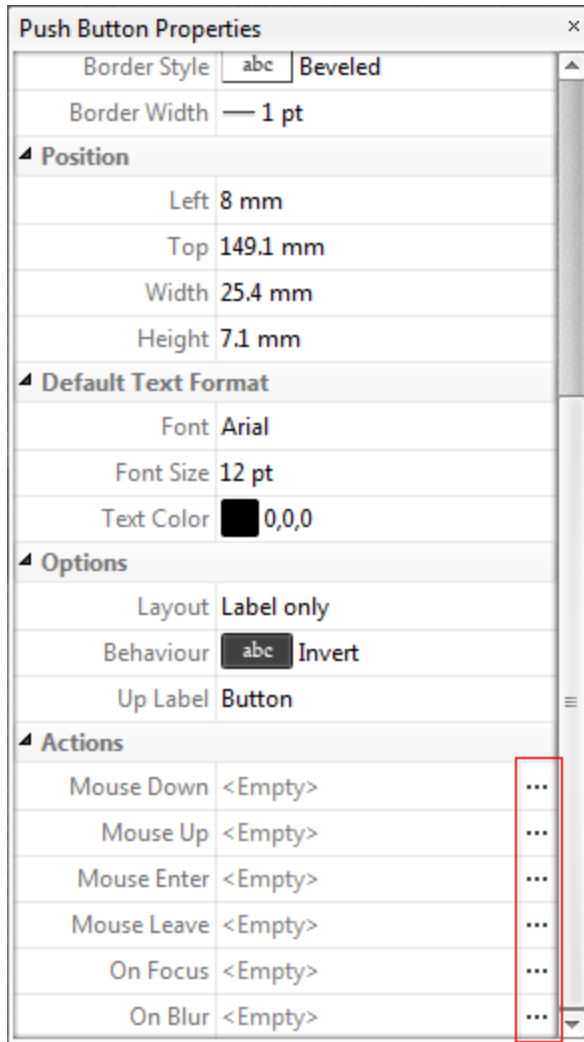 Push Button Properties ×
Border Style abc Beveled
Border Width 1 pt
Position
Left 8 mm
Top 149.1 mm
Width 25.4 mm
Height 7.1 mm
Default Text Format
Font Arial
Font Size 12 pt
Text Color 0,0,0
Options
Layout Label only
Behaviour abc Invert
Up Label Button
Actions
Mouse Down <Empty> ...
Mouse Up <Empty> ...
Mouse Enter <Empty> ...
Mouse Leave <Empty> ...
On Focus <Empty> ...
On Blur <Empty> ...